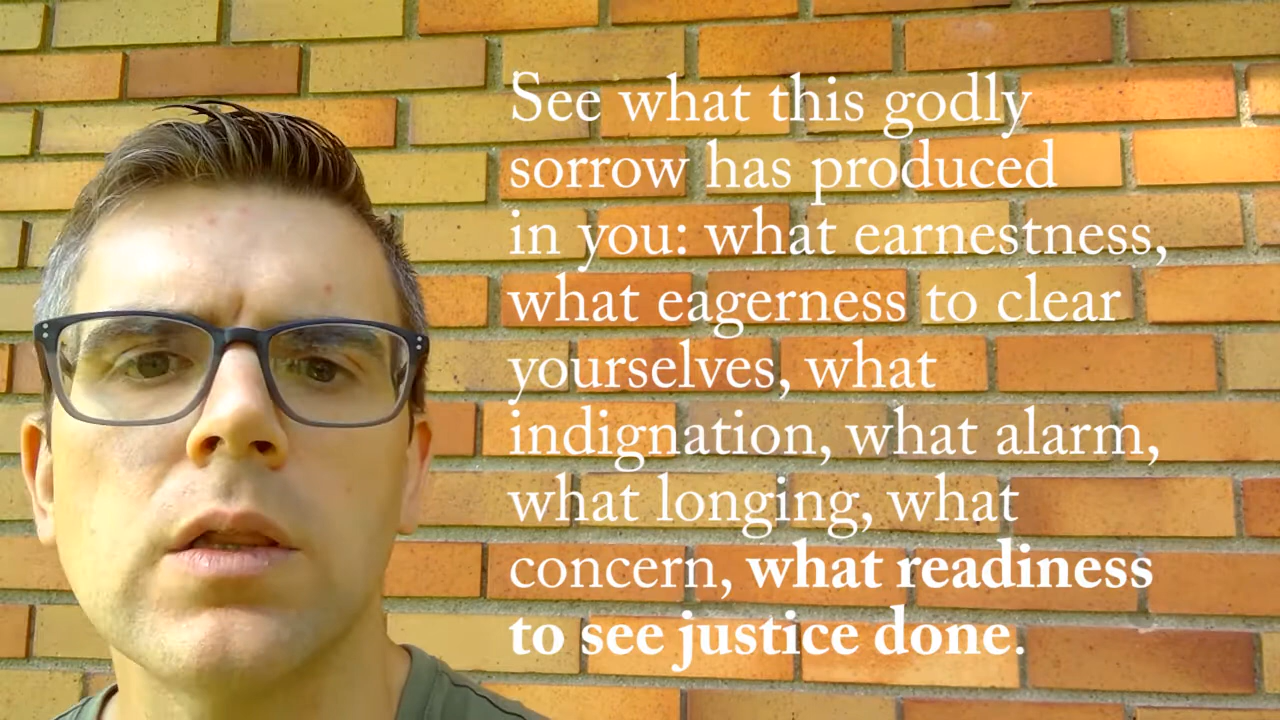 See what this godly
sorrow has produced
in you: what earnestness,
what eagerness to clear
yourselves, what
indignation, what alarm,
what longing, what
concern, what readiness
to see justice done.